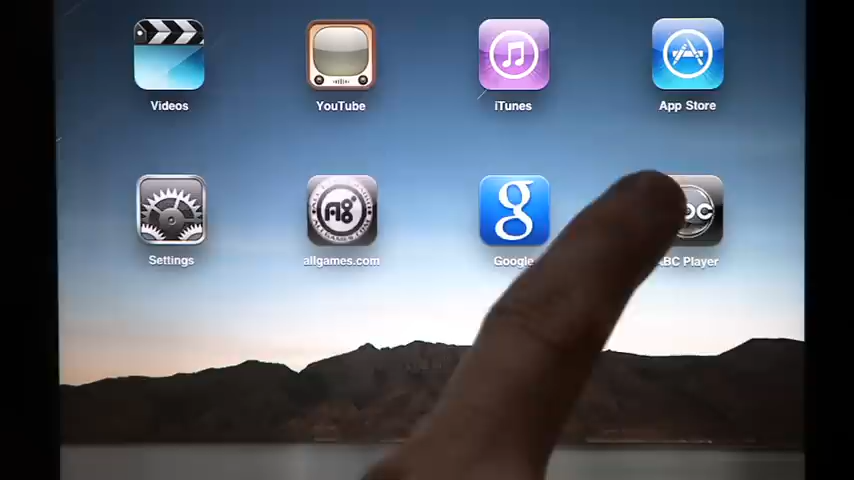 Videos
YouTube
iTunes
App Store
Settings
allgames.com
Google
BC Player